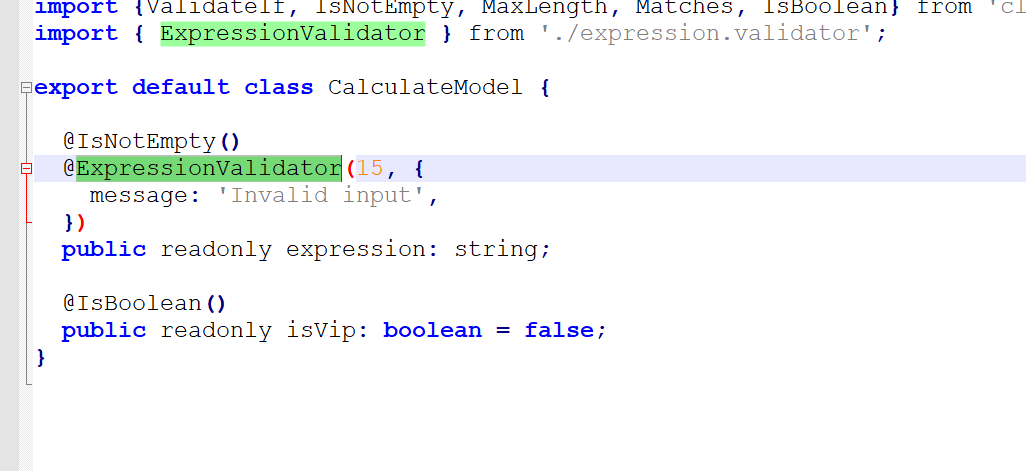 import {ValidateIf, IsNotEmpty, MaxLength, Matches, IsBoolean} from 'cl
import { ExpressionValidator } from './expression.validator';
export default class CalculateModel {
@IsNotEmpty()
@ExpressionValidator(15, {
message: 'Invalid input',
})
public readonly expression: string;
@IsBoolean()
public readonly isVip: boolean = false;
}